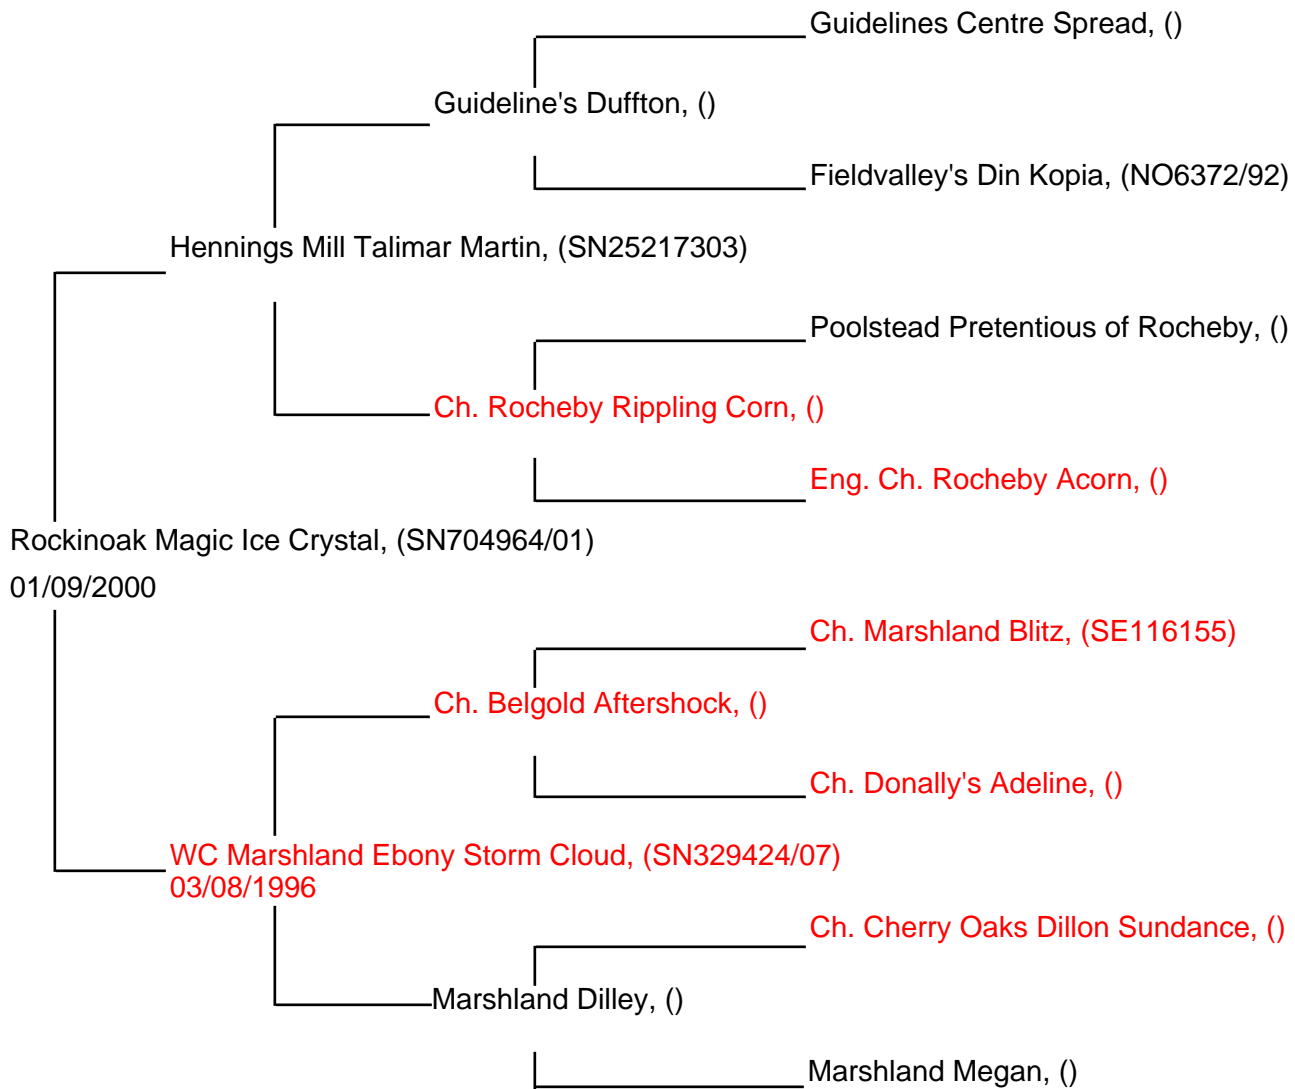 Guidelines Centre Spread, ()
Guideline's Duffton, ()
Fieldvalley's Din Kopia, (NO6372/92)
Hennings Mill Talimar Martin, (SN25217303)
Poolstead Pretentious of Rocheby, ()
Ch. Rocheby Rippling Corn, ()
Eng. Ch. Rocheby Acorn, ()
Rockinoak Magic Ice Crystal, (SN704964/01)
01/09/2000
Ch. Marshland Blitz, (SE116155)
Ch. Belgold Aftershock, ()
Ch. Donally's Adeline, ()
WC Marshland Ebony Storm Cloud, (SN329424/07)
03/08/1996
Ch. Cherry Oaks Dillon Sundance, ()
Marshland Dilley, ()
Marshland Megan, ()